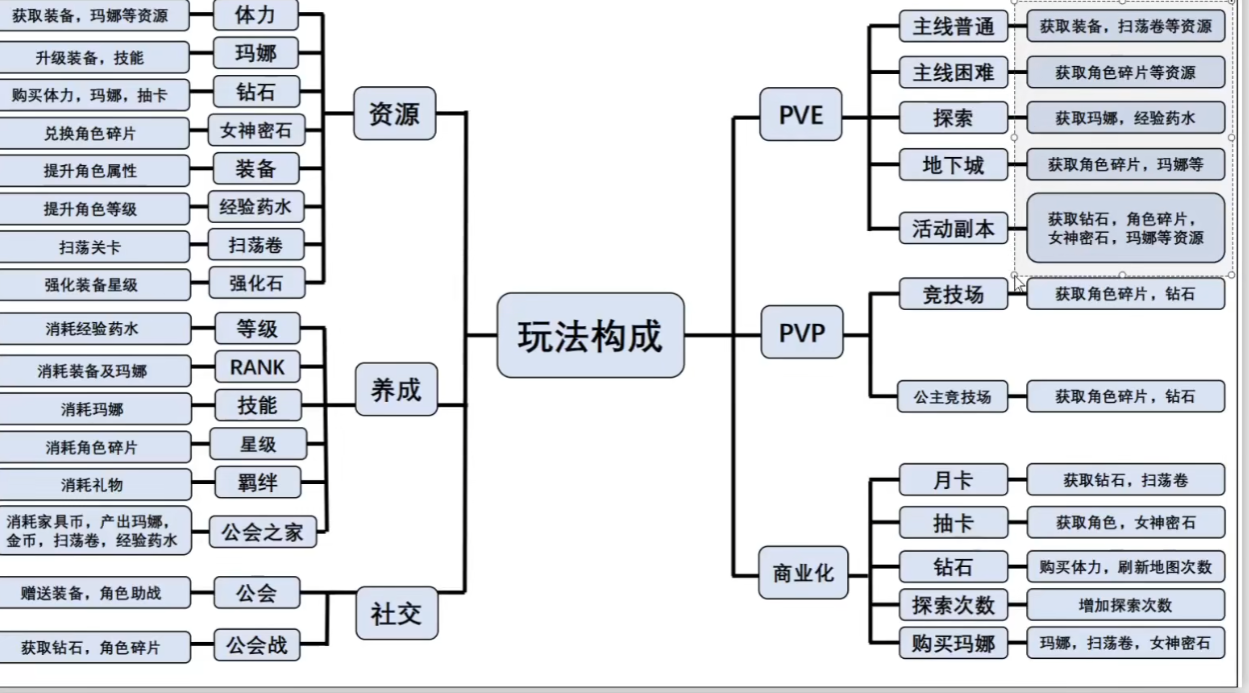 玩法构成
资源
体力
获取装备，玛娜等资源
玛娜
升级装备，技能
钻石
购买体力，玛娜，抽卡
女神密石
兑换角色碎片
装备
提升角色属性
经验药水
提升角色等级
扫荡卷
扫荡关卡
强化石
强化装备星级
养成
等级
消耗经验药水
RANK
消耗装备及玛娜
技能
消耗玛娜
星级
消耗角色碎片
羁绊
消耗礼物
公会之家
消耗家具币，产出玛娜，
金币，扫荡卷，经验药水
社交
公会
赠送装备，角色助战
公会战
获取钻石，角色碎片
PVE
主线普通
获取装备，扫荡卷等资源
主线困难
获取角色碎片等资源
探索
获取玛娜，经验药水
地下城
获取角色碎片，玛娜等
活动副本
获取钻石，角色碎片，
女神密石，玛娜等资源
PVP
竞技场
获取角色碎片，钻石
公主竞技场
获取角色碎片，钻石
商业化
月卡
获取钻石，扫荡卷
抽卡
获取角色，女神密石
钻石
购买体力，刷新地图次数
探索次数
增加探索次数
购买玛娜
玛娜，扫荡卷，女神密石